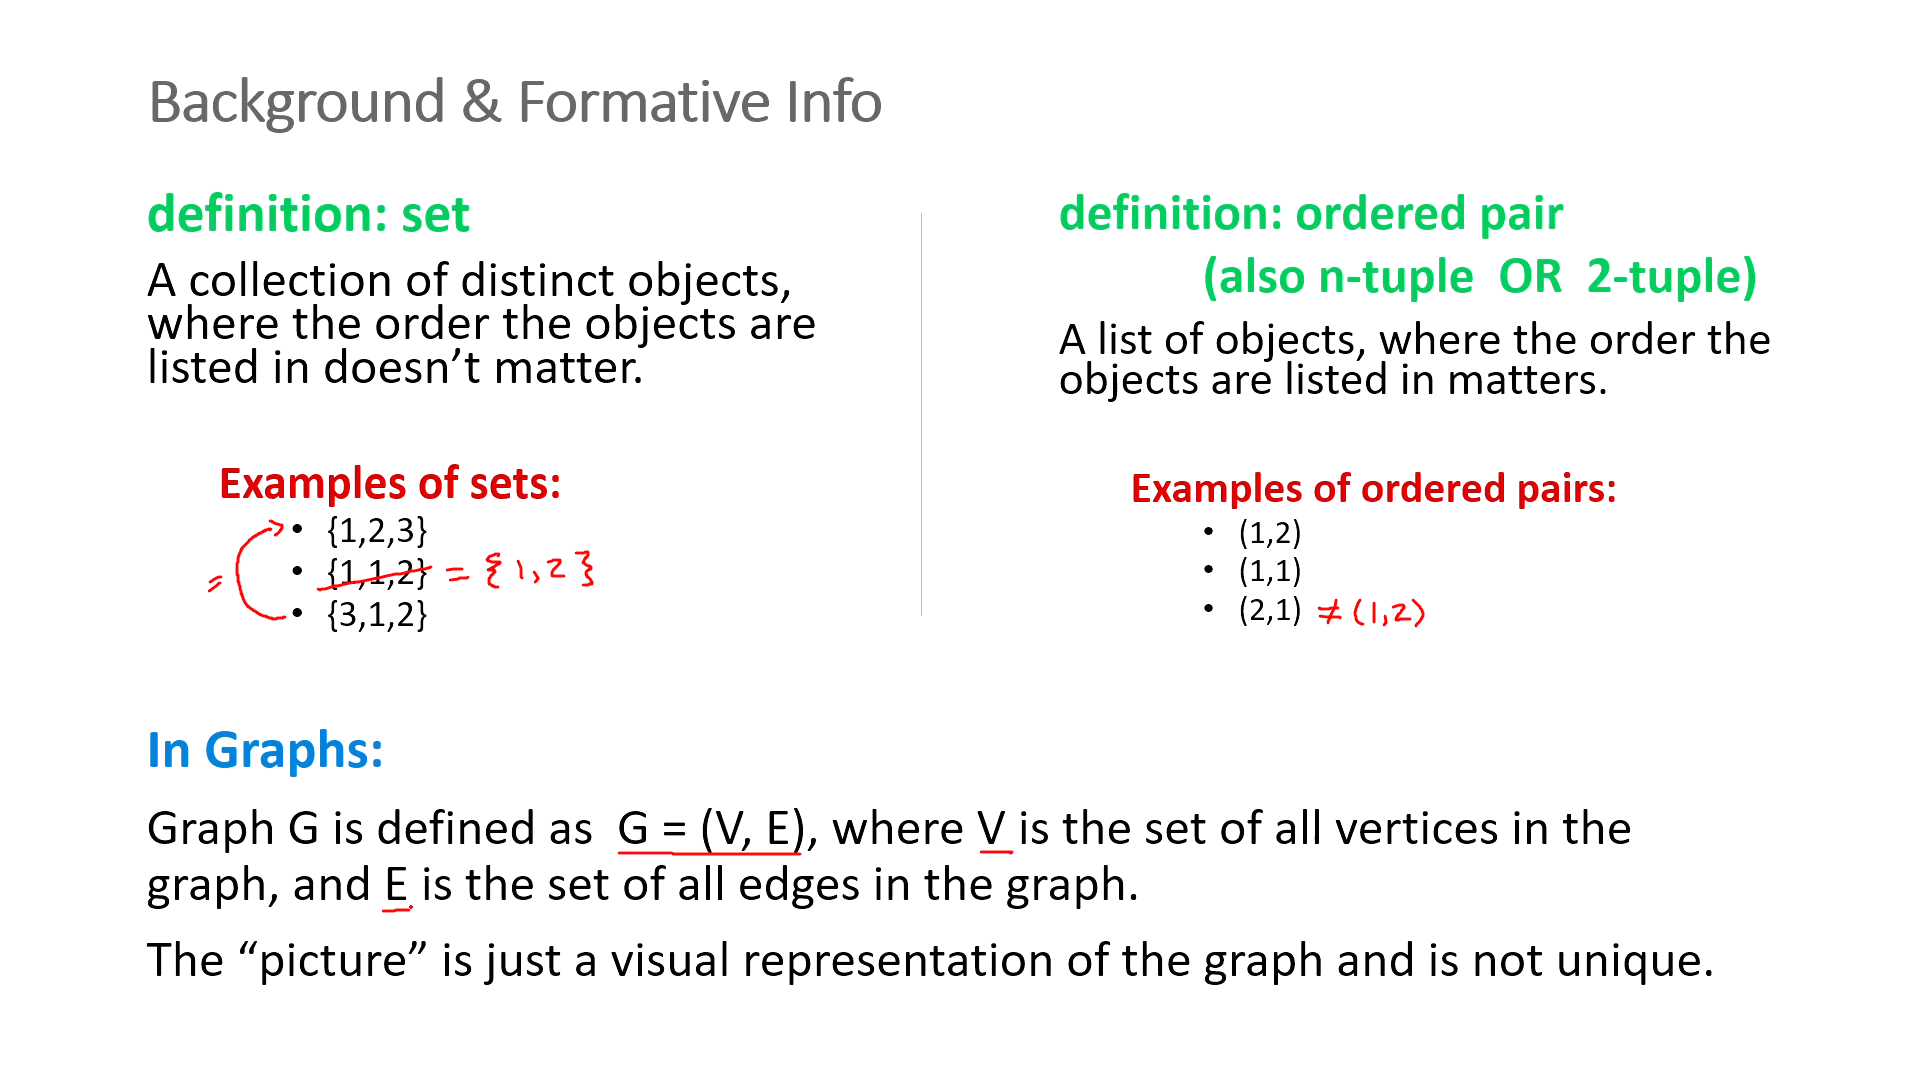 Background & Formative Info
definition: set
A collection of distinct objects,
where the order the objects are
listed in doesn’t matter.
Examples of sets:
• {1,2,3}
• {1,1,2} = {1,2}
= • {3,1,2}
definition: ordered pair
(also n-tuple OR 2-tuple)
A list of objects, where the order the
objects are listed in matters.
Examples of ordered pairs:
• (1,2)
• (1,1)
• (2,1) ≠ (1,2)
In Graphs:
Graph G is defined as G = (V, E), where V is the set of all vertices in the
graph, and E is the set of all edges in the graph.
The “picture” is just a visual representation of the graph and is not unique.